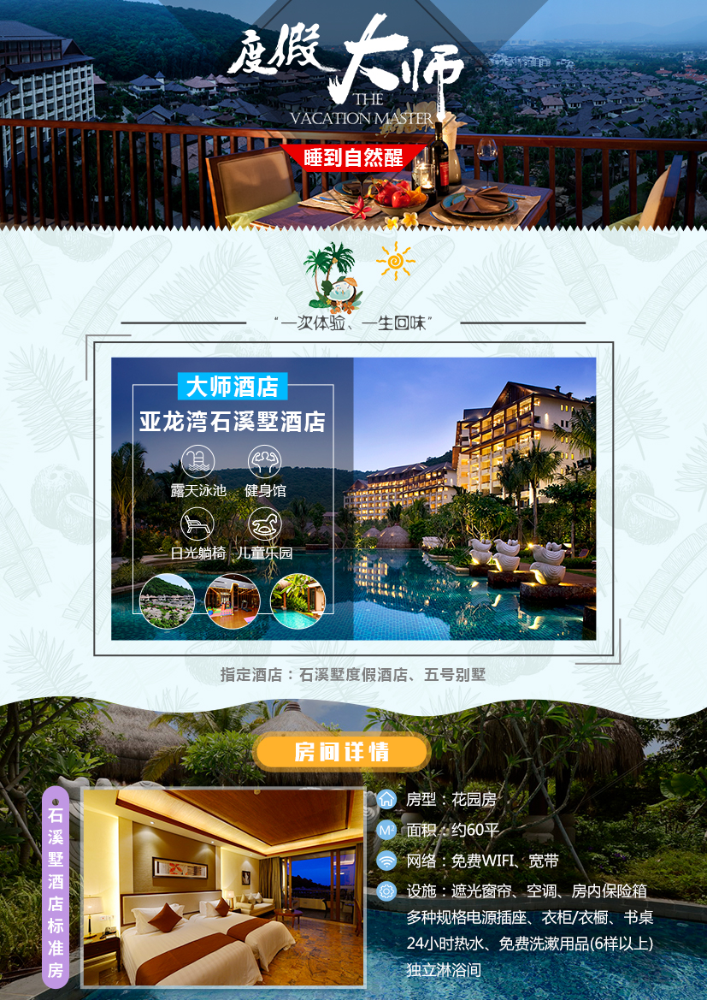 度假大师
THE
VACATION MASTER
睡到自然醒
“一次体验、一生回味”
大师酒店
亚龙湾石溪墅酒店
露天泳池 健身馆
日光躺椅 儿童乐园
指定酒店：石溪墅度假酒店、五号别墅
房间详情
石溪墅酒店标准房
房型：花园房
M² 面积：约60平
网络：免费WIFI、宽带
设施：遮光窗帘、空调、房内保险箱
多种规格电源插座、衣柜/衣橱、书桌
24小时热水、免费洗漱用品(6样以上)
独立淋浴间